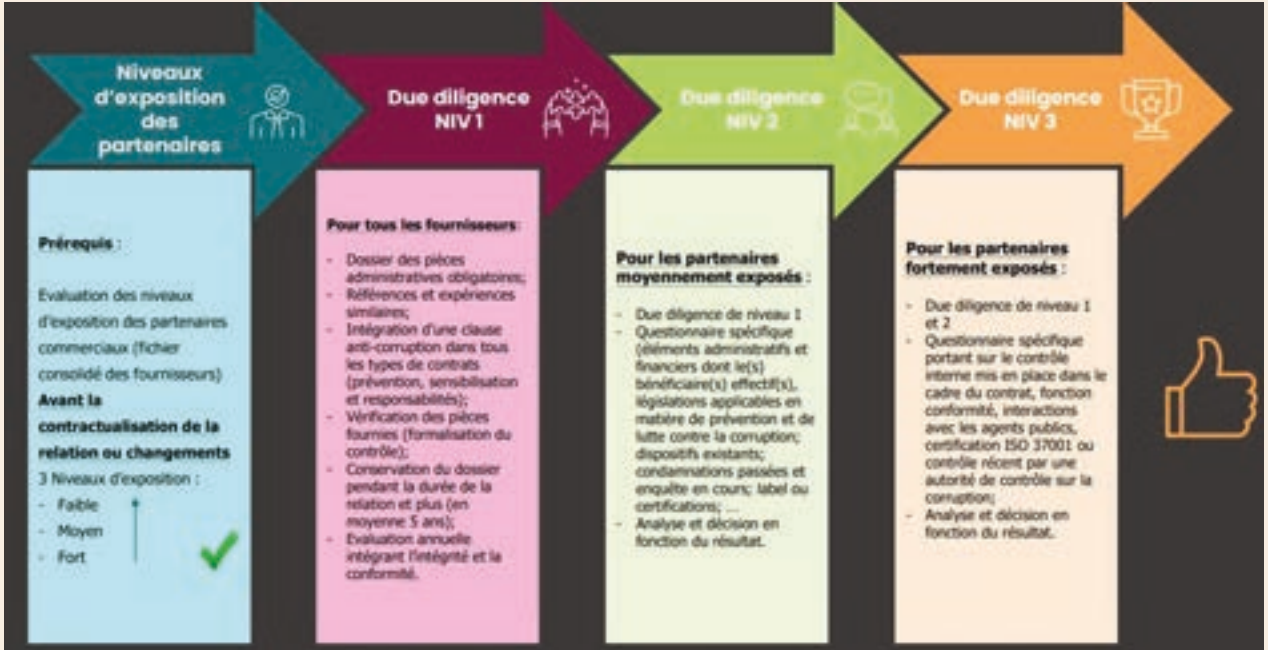 Niveaux
d'exposition
des
partenaires
Prérequis :
Evaluation des niveaux
d'exposition des partenaires
commerciaux (fichier
consolidé des fournisseurs)
Avant la
contractualisation de la
relation ou changements
3 Niveaux d'exposition :
- Faible
- Moyen
- Fort
Due diligence
NIV 1
Pour tous les fournisseurs:
- Dossier des pièces
administratives obligatoires;
- Références et expériences
similaires;
- Intégration d'une clause
anti-corruption dans tous
les types de contrats
(prévention, sensibilisation
et responsabilités);
- Vérification des pièces
fournies (formalisation du
contrôle);
- Conservation du dossier
pendant la durée de la
relation et plus (en
moyenne 5 ans);
- Evaluation annuelle
intégrant l'intégrité et la
conformité.
Due diligence
NIV 2
Pour les partenaires
moyennement exposés :
- Due diligence de niveau 1
- Questionnaire spécifique
(éléments administratifs et
financiers dont le(s)
bénéficiaire(s) effectif(s),
législations applicables en
matière de prévention et de
lutte contre la corruption;
dispositifs existants;
condamnations passées et
enquête en cours; label ou
certifications; ...
- Analyse et décision en
fonction du résultat.
Due diligence
NIV 3
Pour les partenaires
fortement exposés :
- Due diligence de niveau 1
et 2
- Questionnaire spécifique
portant sur le contrôle
interne mis en place dans le
cadre du contrat, fonction
conformité, interactions
avec les agents publics,
certification ISO 37001 ou
contrôle récent par une
autorité de contrôle sur la
corruption;
- Analyse et décision en
fonction du résultat.